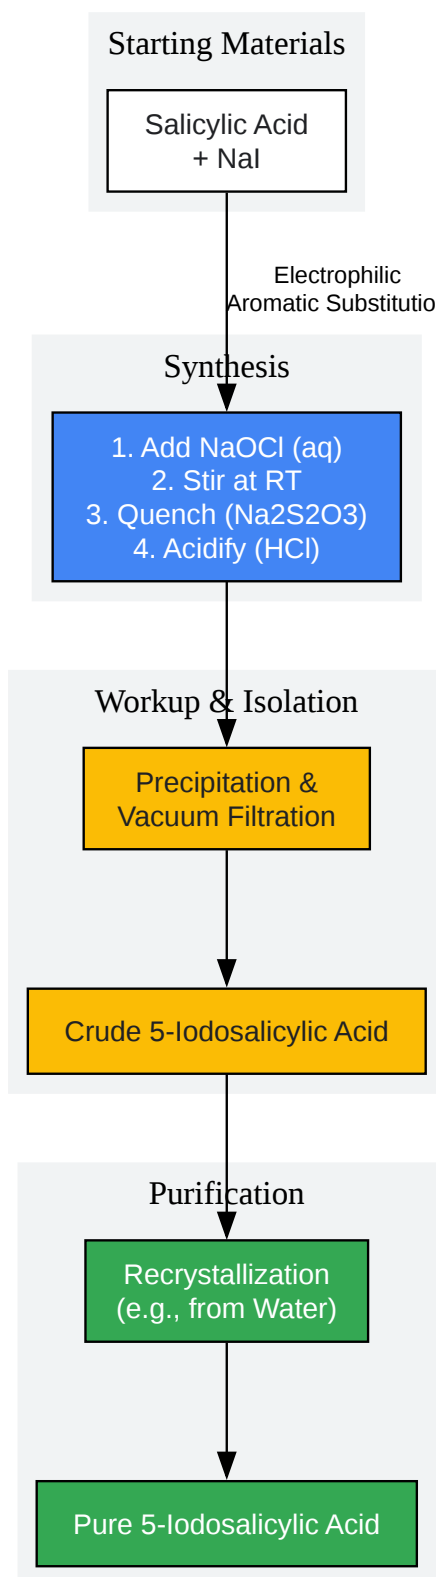 Starting Materials
Salicylic Acid
+ NaI
Electrophilic
Aromatic Substitutio
Synthesis
1. Add NaOCl (aq)
2. Stir at RT
3. Quench (Na2S2O3)
4. Acidify (HCl)
Workup & Isolation
Precipitation &
Vacuum Filtration
Crude 5-Iodosalicylic Acid
Purification
Recrystallization
(e.g., from Water)
Pure 5-Iodosalicylic Acid